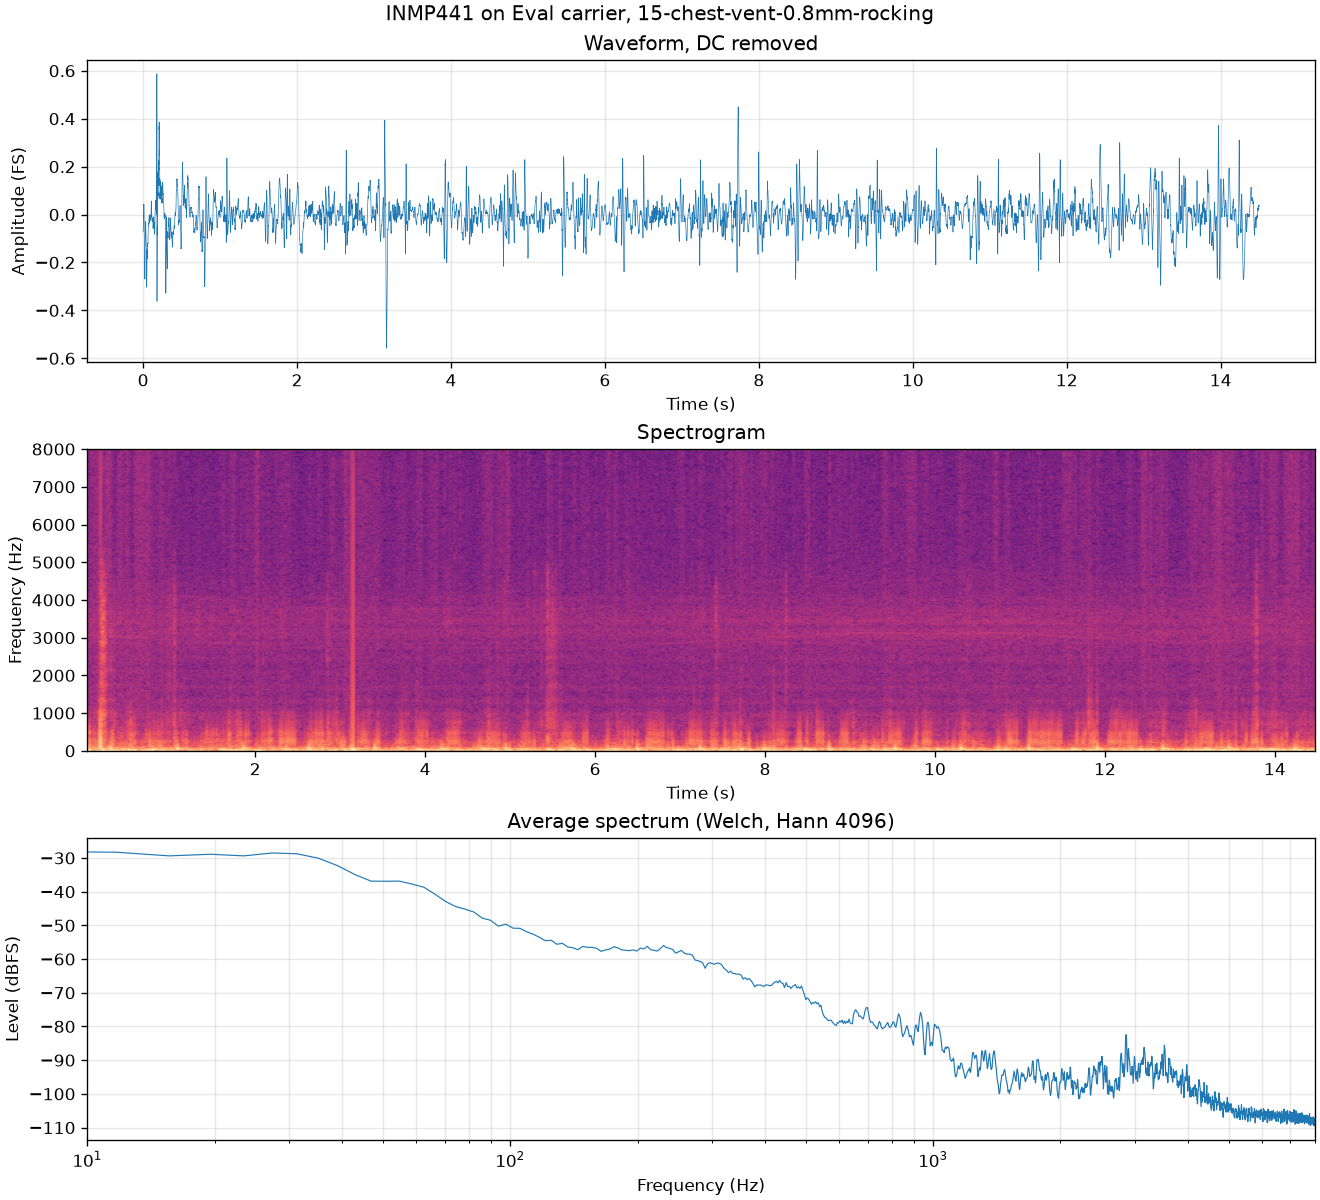 INMP441 on Eval carrier, 15-chest-vent-0.8mm-rocking
Waveform, DC removed
Amplitude (FS)
0.6
0.4
0.2
0.0
−0.2
−0.4
−0.6
0 2 4 6 8 10 12 14
Time (s)
Spectrogram
Frequency (Hz)
8000
7000
6000
5000
4000
3000
2000
1000
0
2 4 6 8 10 12 14
Time (s)
Average spectrum (Welch, Hann 4096)
Level (dBFS)
−30
−40
−50
−60
−70
−80
−90
−100
−110
10¹ 10² 10³
Frequency (Hz)